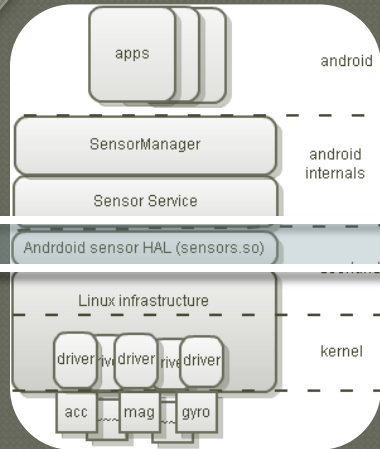 apps
android
SensorManager
android
internals
Sensor Service
Andrdoid sensor HAL (sensors.so)
Linux infrastructure
driver
driver
driver
kernel
acc
mag
gyro